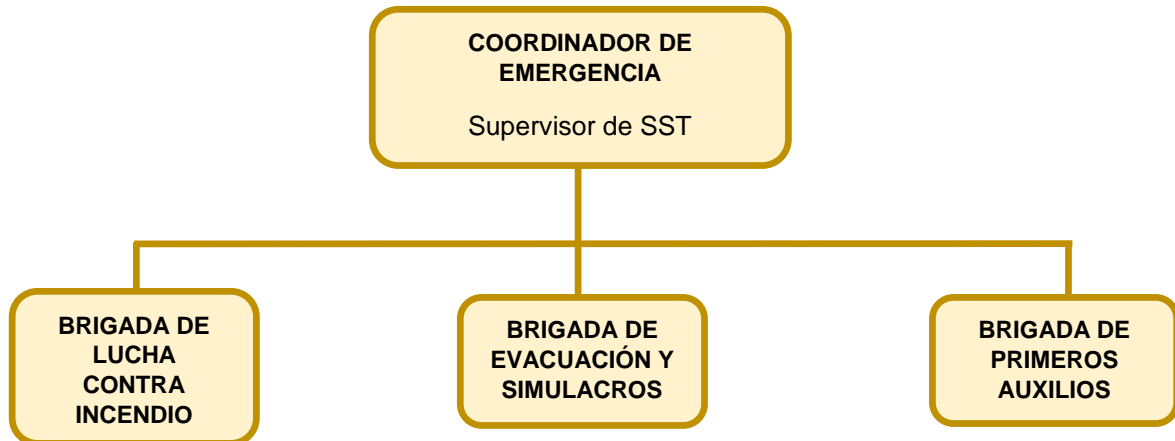 COORDINADOR DE
EMERGENCIA
Supervisor de SST
BRIGADA DE
LUCHA
CONTRA
INCENDIO
BRIGADA DE
EVACUACIÓN Y
SIMULACROS
BRIGADA DE
PRIMEROS
AUXILIOS